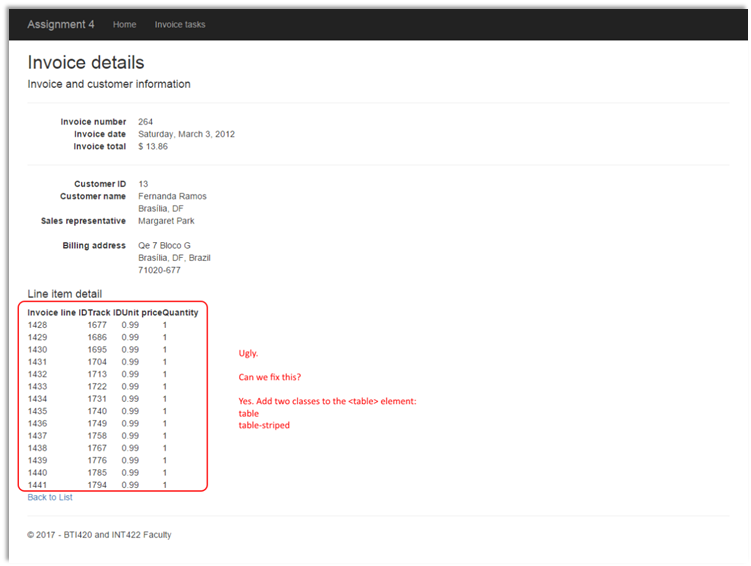 Assignment 4 Home Invoice tasks
Invoice details
Invoice and customer information
Invoice number 264
Invoice date Saturday, March 3, 2012
Invoice total $ 13.86
Customer ID 13
Customer name Fernanda Ramos
Brasília, DF
Sales representative Margaret Park
Billing address Qe 7 Bloco G
Brasília, DF, Brazil
71020-677
Line item detail
Invoice line IDTrack IDUnit priceQuantity
1428 1677 0.99 1
1429 1686 0.99 1
1430 1695 0.99 1
1431 1704 0.99 1
1432 1713 0.99 1
1433 1722 0.99 1
1434 1731 0.99 1
1435 1740 0.99 1
1436 1749 0.99 1
1437 1758 0.99 1
1438 1767 0.99 1
1439 1776 0.99 1
1440 1785 0.99 1
1441 1794 0.99 1
Back to List
Ugly.
Can we fix this?
Yes. Add two classes to the <table> element:
table
table-striped
© 2017 - BTI420 and INT422 Faculty